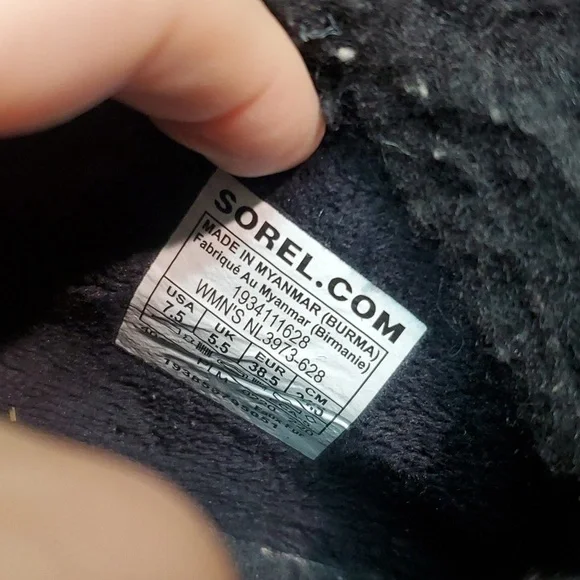 SOREL.COM
MADE IN MYANMAR (BURMA)
Fabriqué Au Myanmar (Birmanie)
1934111628
WMN'S NL3973-628
USA UK EUR CM
7.5 5.5 38.5